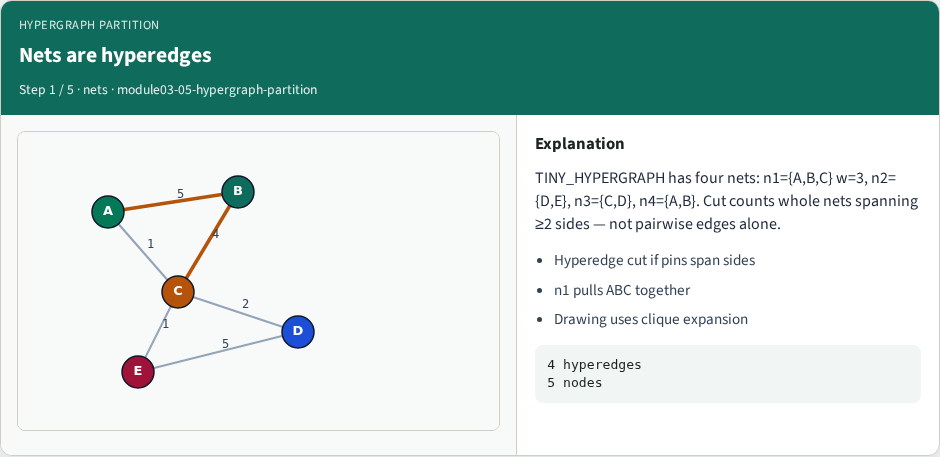 HYPERGRAPH PARTITION
Nets are hyperedges
Step 1 / 5 · nets · module03-05-hypergraph-partition
A
B
C
D
E
5
4
1
2
1
5
Explanation
TINY_HYPERGRAPH has four nets: n1={A,B,C} w=3, n2=
{D,E}, n3={C,D}, n4={A,B}. Cut counts whole nets spanning
≥2 sides — not pairwise edges alone.
• Hyperedge cut if pins span sides
• n1 pulls ABC together
• Drawing uses clique expansion
4 hyperedges
5 nodes